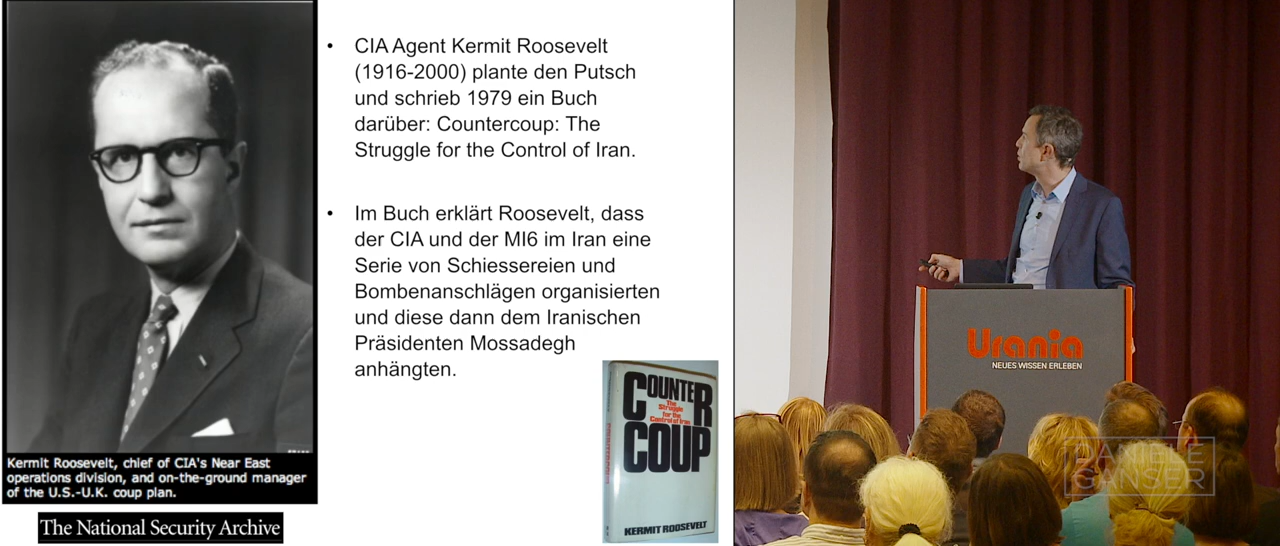 Kermit Roosevelt, chief of CIA's Near East
operations division, and on-the-ground manager
of the U.S.-U.K. coup plan.
The National Security Archive
• CIA Agent Kermit Roosevelt
(1916-2000) plante den Putsch
und schrieb 1979 ein Buch
darüber: Countercoup: The
Struggle for the Control of Iran.
• Im Buch erklärt Roosevelt, dass
der CIA und der MI6 im Iran eine
Serie von Schiessereien und
Bombenanschlägen organisierten
und diese dann dem Iranischen
Präsidenten Mossadegh
anhängten.
COUNTER
The
Struggle
for the
Control of Iran
COUP
KERMIT ROOSEVELT
Urania
NEUES WISSEN ERLEBEN
DANIELE
GANSER